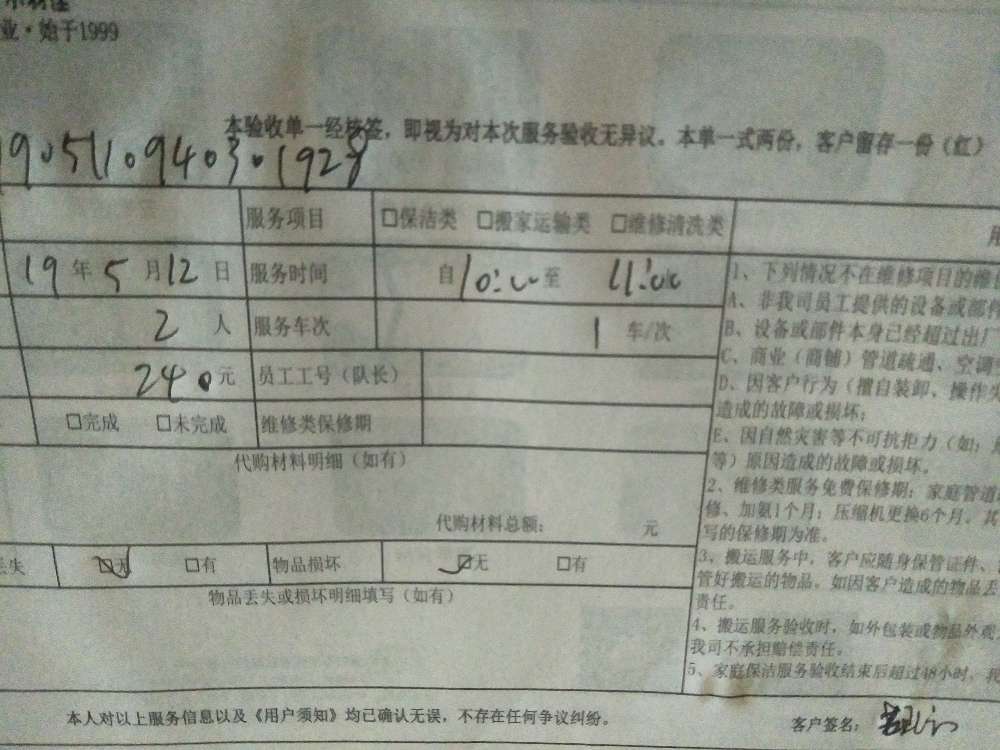 业·始于1999
本验收单一经核签，即视为对本次服务验收无异议。本单一式两份，客户留存一份（红）
905110940301928
服务项目 □保洁类 □搬家运输类 □维修清洗类
19年5月12日 服务时间 自10:00至 11:00
2人 服务车次 1车/次
240元 员工工号（队长）
□完成 □未完成 维修类保修期
代购材料明细（如有）
代购材料总额： 元
丢失 □无 □有 物品损坏 □无 □有
物品丢失或损坏明细填写（如有）
1、下列情况不在维修项目的维
A、非我司员工提供的设备或部件
B、设备或部件本身已经超过出厂
C、商业（商铺）管道疏通、空调
D、因客户行为（擅自装卸、操作失
造成的故障或损坏；
E、因自然灾害等不可抗拒力（如：
等）原因造成的故障或损坏。
2、维修类服务免费保修期：家庭管道
修、加氨1个月；压缩机更换6个月，其
写的保修期为准。
3、搬运服务中，客户应随身保管证件、
管好搬运的物品。如因客户造成的物品丢
责任。
4、搬运服务验收时，如外包装或物品外观
我司不承担赔偿责任。
5、家庭保洁服务验收结束后超过48小时，我
本人对以上服务信息以及《用户须知》均已确认无误，不存在任何争议纠纷。
客户签名：